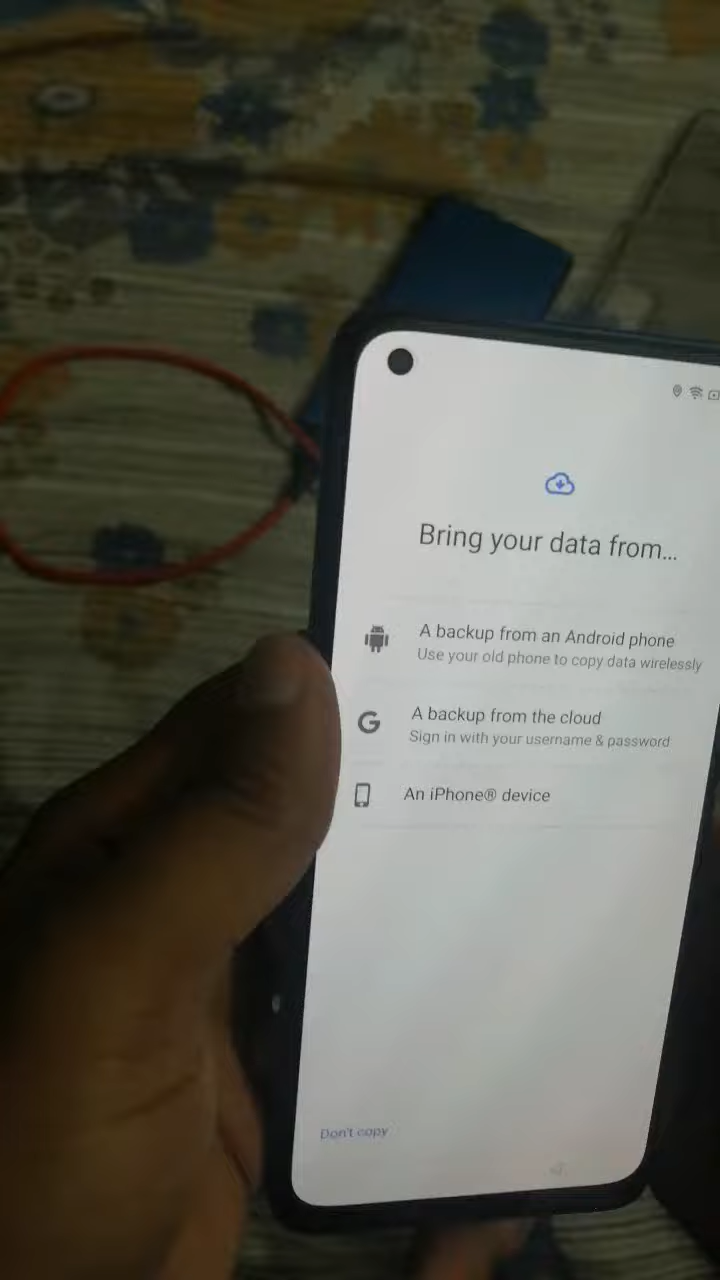 Bring your data from...
A backup from an Android phone
Use your old phone to copy data wirelessly
A backup from the cloud
Sign in with your username & password
An iPhone® device
Don't copy